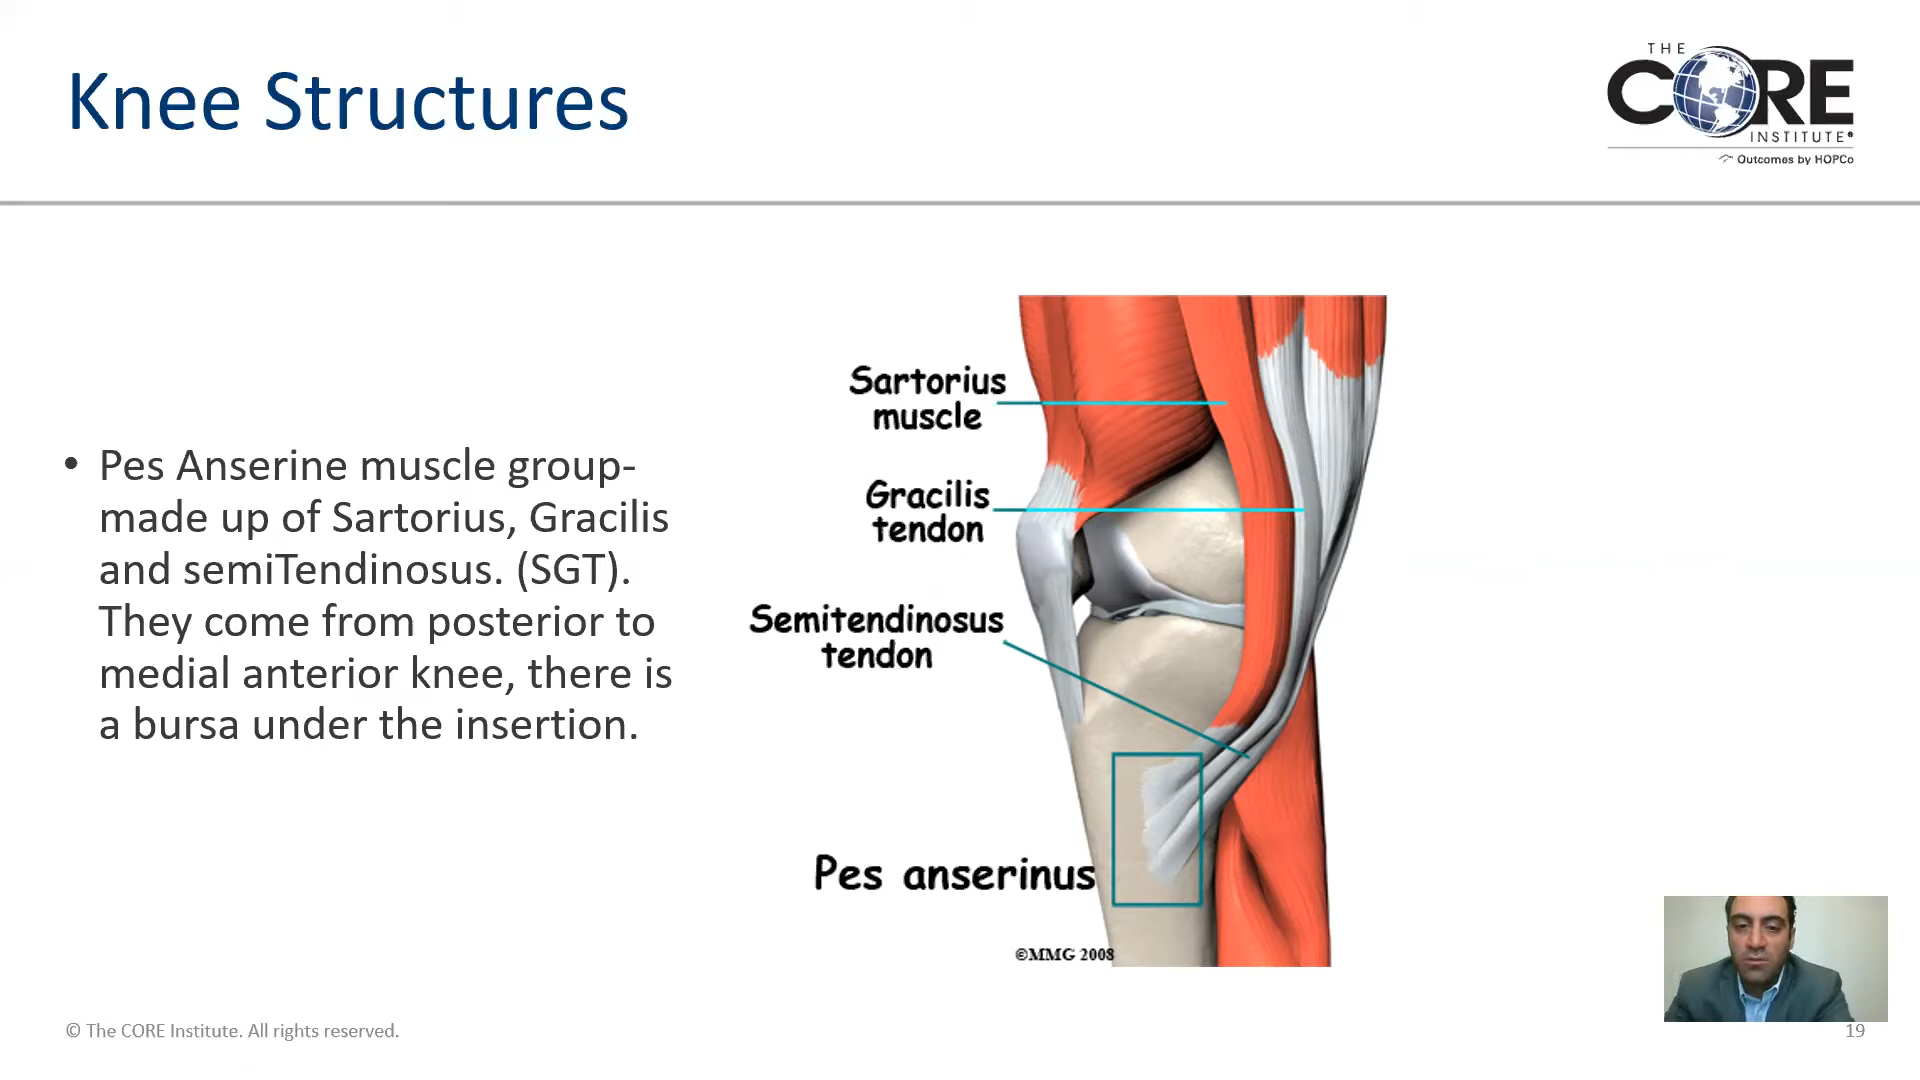 Knee Structures
THE
CORE
INSTITUTE®
Outcomes by HOPCo
• Pes Anserine muscle group-
made up of Sartorius, Gracilis
and semiTendinosus. (SGT).
They come from posterior to
medial anterior knee, there is
a bursa under the insertion.
Sartorius
muscle
Gracilis
tendon
Semitendinosus
tendon
Pes anserinus
©MMG 2008
© The CORE Institute. All rights reserved.
19